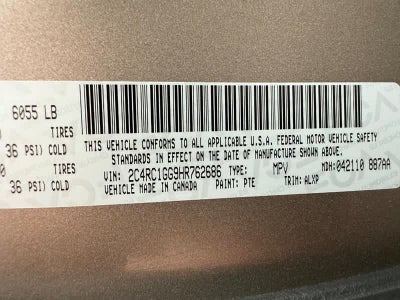 6055 LB
TIRES
36 PSI) COLD
TIRES
36 PSI) COLD
THIS VEHICLE CONFORMS TO ALL APPLICABLE U.S.A. FEDERAL MOTOR VEHICLE SAFETY
STANDARDS IN EFFECT ON THE DATE OF MANUFACTURE SHOWN ABOVE.
VIN: 2C4RC1GG9HR762686 TYPE: MPV MDH: 042110 887AA
VEHICLE MADE IN CANADA PAINT: PTE TRIM: ALXP